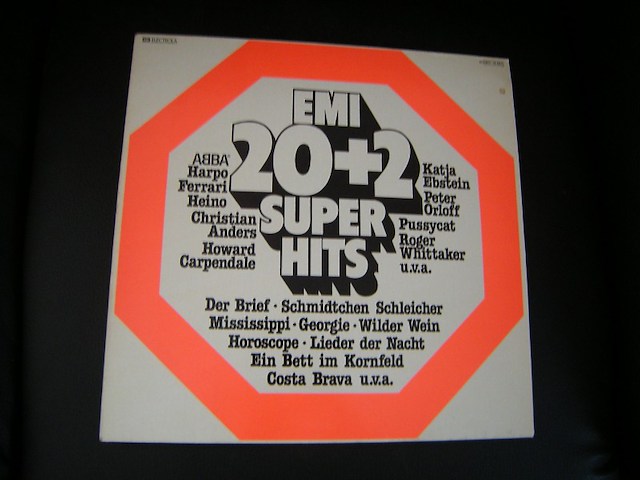 EMI ELECTROLA
EMI
20+2
SUPER
HITS
ABBA
Harpo
Ferrari
Heino
Christian
Anders
Howard
Carpendale
Katja
Ebstein
Peter
Orloff
Pussycat
Roger
Whittaker
u.v.a.
Der Brief · Schmidtchen Schleicher
Mississippi · Georgie · Wilder Wein
Horoscope · Lieder der Nacht
Ein Bett im Kornfeld
Costa Brava u.v.a.